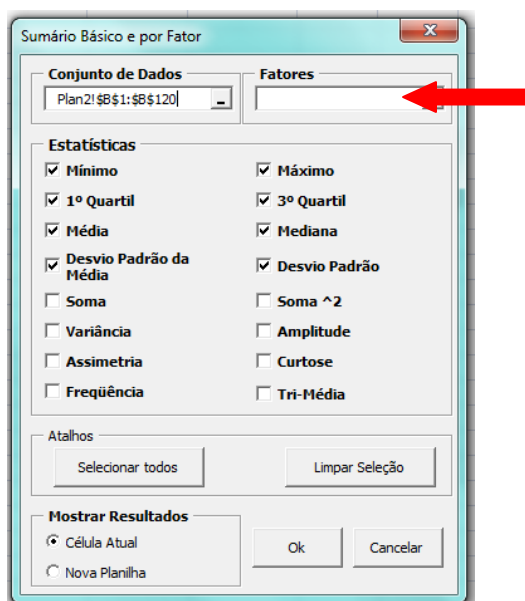 Sumário Básico e por Fator
Conjunto de Dados
Fatores
Plan2!$B$1:$B$120
Estatísticas
Mínimo
Máximo
1º Quartil
3º Quartil
Média
Mediana
Desvio Padrão da
Média
Desvio Padrão
Soma
Soma ^2
Variância
Amplitude
Assimetria
Curtose
Freqüência
Tri-Média
Atalhos
Selecionar todos
Limpar Seleção
Mostrar Resultados
Célula Atual
Nova Planilha
Ok
Cancelar